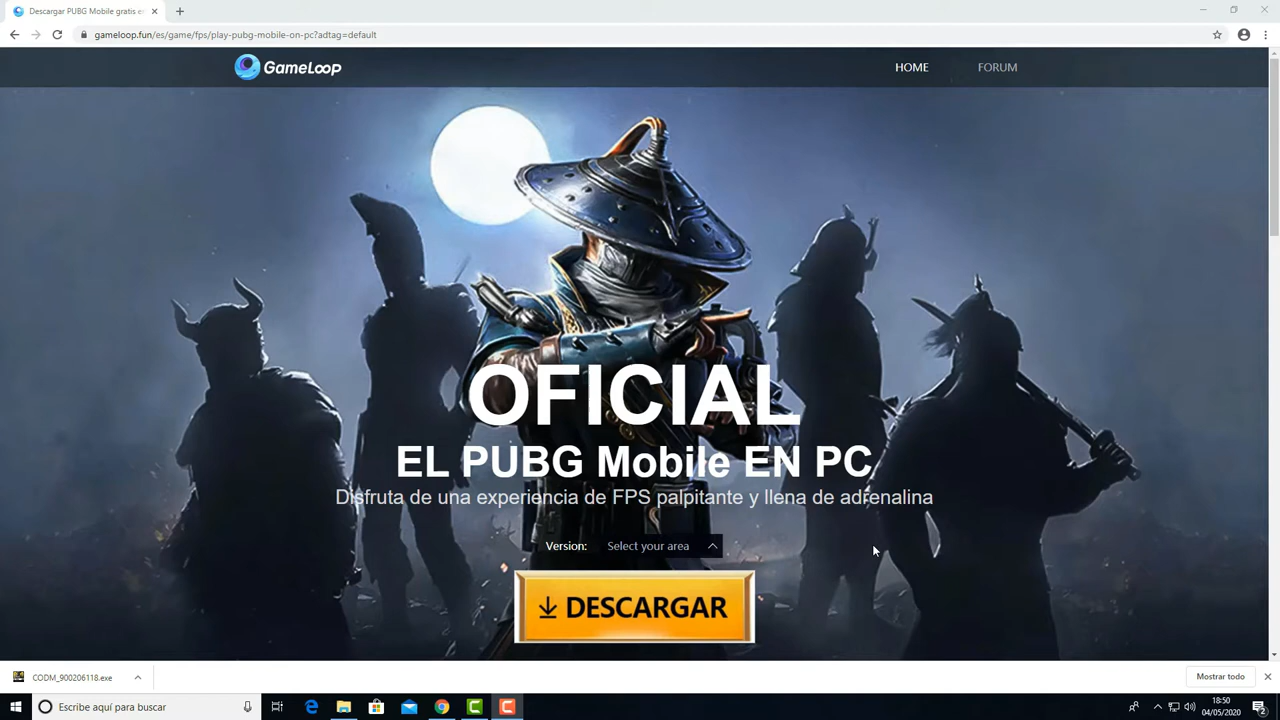 Descargar PUBG Mobile gratis e
gameloop.fun/es/game/fps/play-pubg-mobile-on-pc?adtag=default
GameLoop
HOME
FORUM
OFICIAL
EL PUBG Mobile EN PC
Disfruta de una experiencia de FPS palpitante y llena de adrenalina
Version: Select your area
DESCARGAR
CODM_900206118.exe
Mostrar todo
Escribe aquí para buscar
18:50
04/05/2020
2